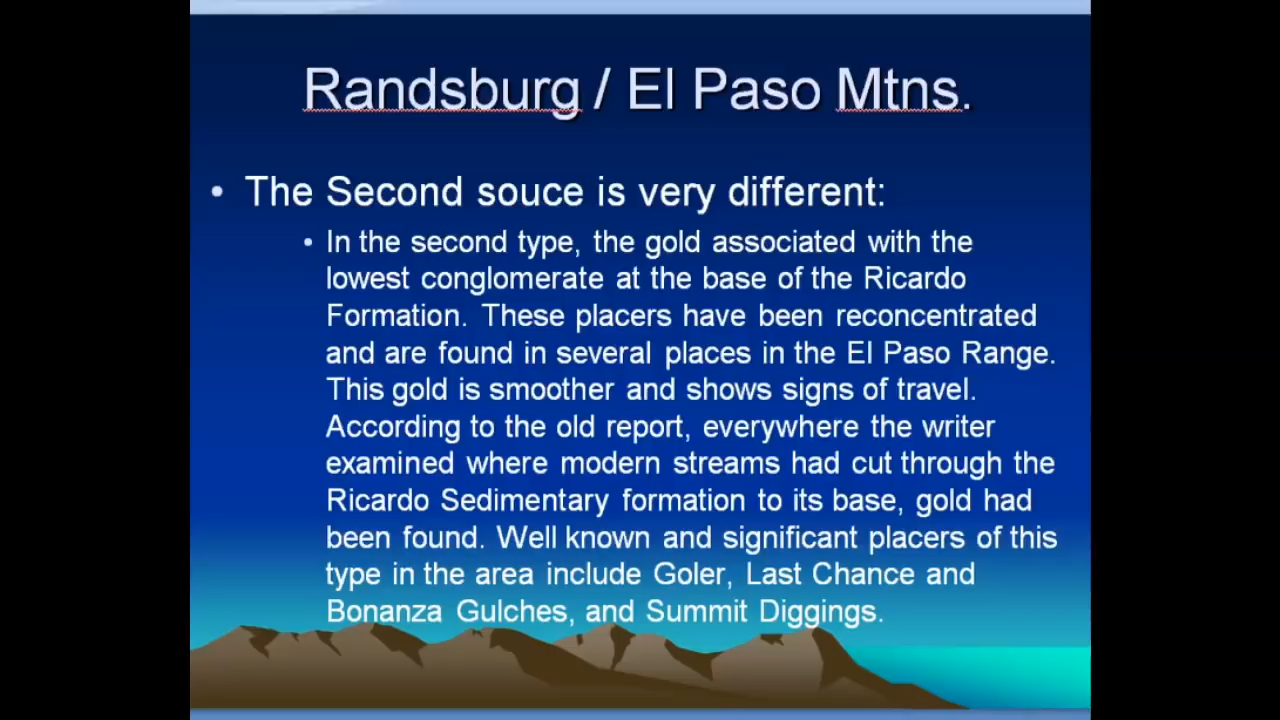 Randsburg / El Paso Mtns.
• The Second souce is very different:
• In the second type, the gold associated with the
lowest conglomerate at the base of the Ricardo
Formation. These placers have been reconcentrated
and are found in several places in the El Paso Range.
This gold is smoother and shows signs of travel.
According to the old report, everywhere the writer
examined where modern streams had cut through the
Ricardo Sedimentary formation to its base, gold had
been found. Well known and significant placers of this
type in the area include Goler, Last Chance and
Bonanza Gulches, and Summit Diggings.